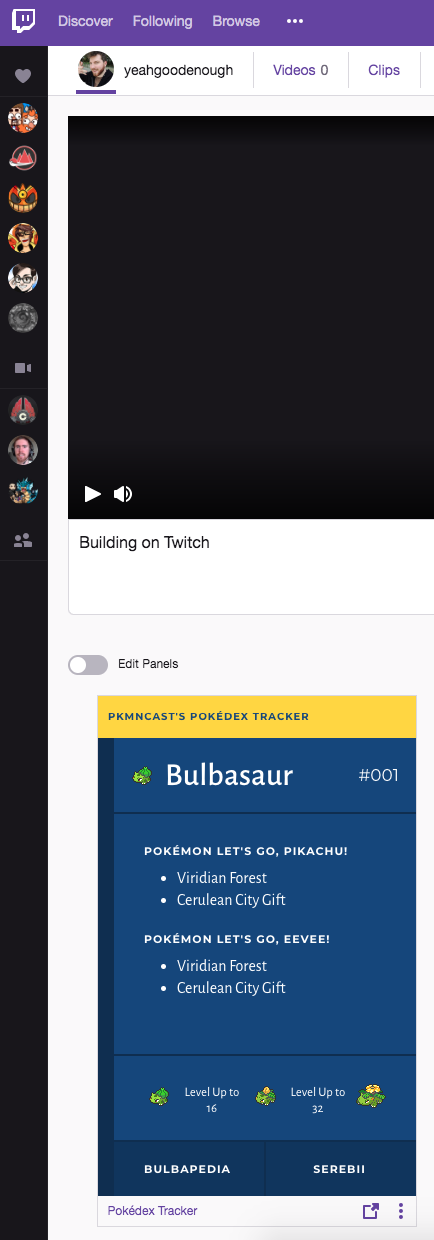 Discover Following Browse
yeahgoodenough Videos 0 Clips
Building on Twitch
Edit Panels
PKMNCAST'S POKÉDEX TRACKER
Bulbasaur #001
POKÉMON LET'S GO, PIKACHU!
• Viridian Forest
• Cerulean City Gift
POKÉMON LET'S GO, EEVEE!
• Viridian Forest
• Cerulean City Gift
Level Up to Level Up to
16 32
BULBAPEDIA SEREBII
Pokédex Tracker